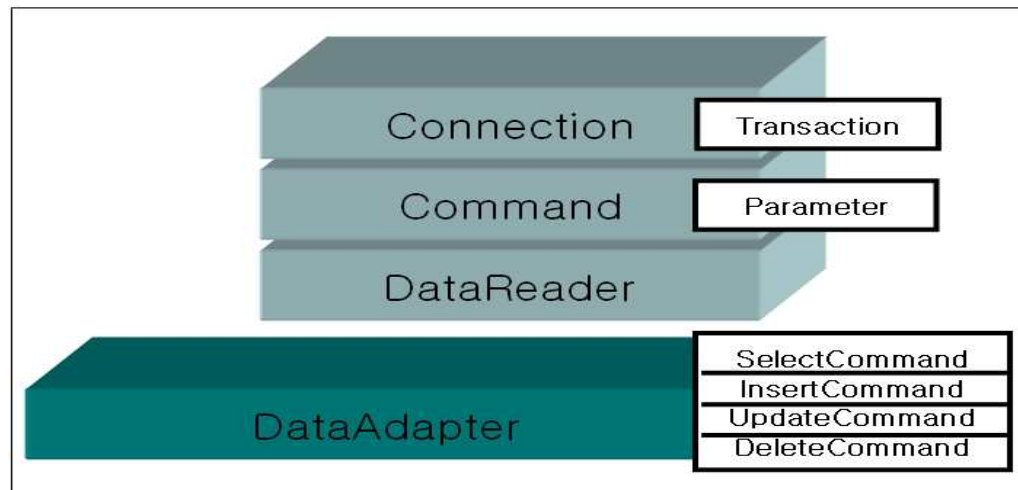 Connection
Transaction
Command
Parameter
DataReader
SelectCommand
InsertCommand
UpdateCommand
DeleteCommand
DataAdapter